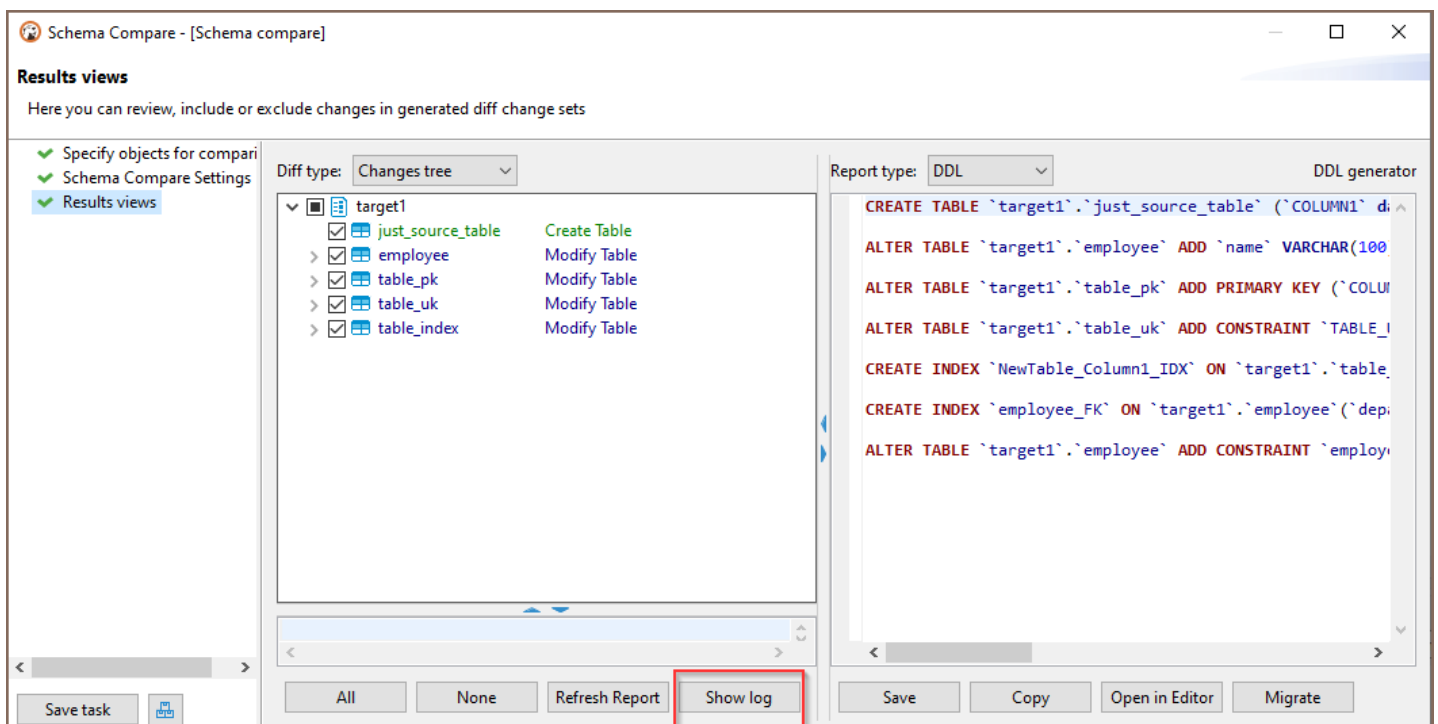 Schema Compare - [Schema compare]
Results views
Here you can review, include or exclude changes in generated diff change sets
Specify objects for compari
Schema Compare Settings
Results views
Diff type: Changes tree
target1
just_source_table Create Table
employee Modify Table
table_pk Modify Table
table_uk Modify Table
table_index Modify Table
Report type: DDL DDL generator
CREATE TABLE `target1`.`just_source_table` (`COLUMN1` d
ALTER TABLE `target1`.`employee` ADD `name` VARCHAR(100
ALTER TABLE `target1`.`table_pk` ADD PRIMARY KEY (`COLU
ALTER TABLE `target1`.`table_uk` ADD CONSTRAINT `TABLE_
CREATE INDEX `NewTable_Column1_IDX` ON `target1`.`table_
CREATE INDEX `employee_FK` ON `target1`.`employee`(`dep
ALTER TABLE `target1`.`employee` ADD CONSTRAINT `employ
All None Refresh Report Show log
Save Copy Open in Editor Migrate
Save task